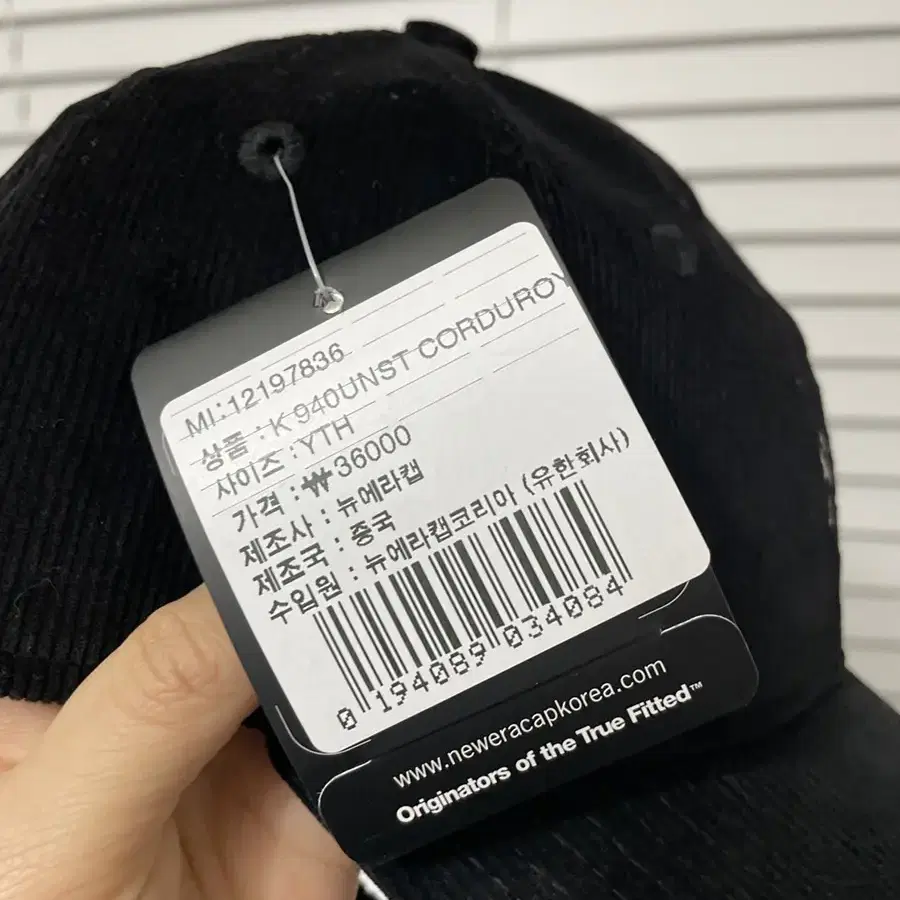 MI:12197836
상품 : K 940UNST CORDUROY
사이즈 : YTH
가격 : ₩36000
제조사 : 뉴에라캡
제조국 : 중국
수입원 : 뉴에라캡코리아 (유한회사)
0 194089 034084
www.neweracapkorea.com
Originators of the True Fitted™